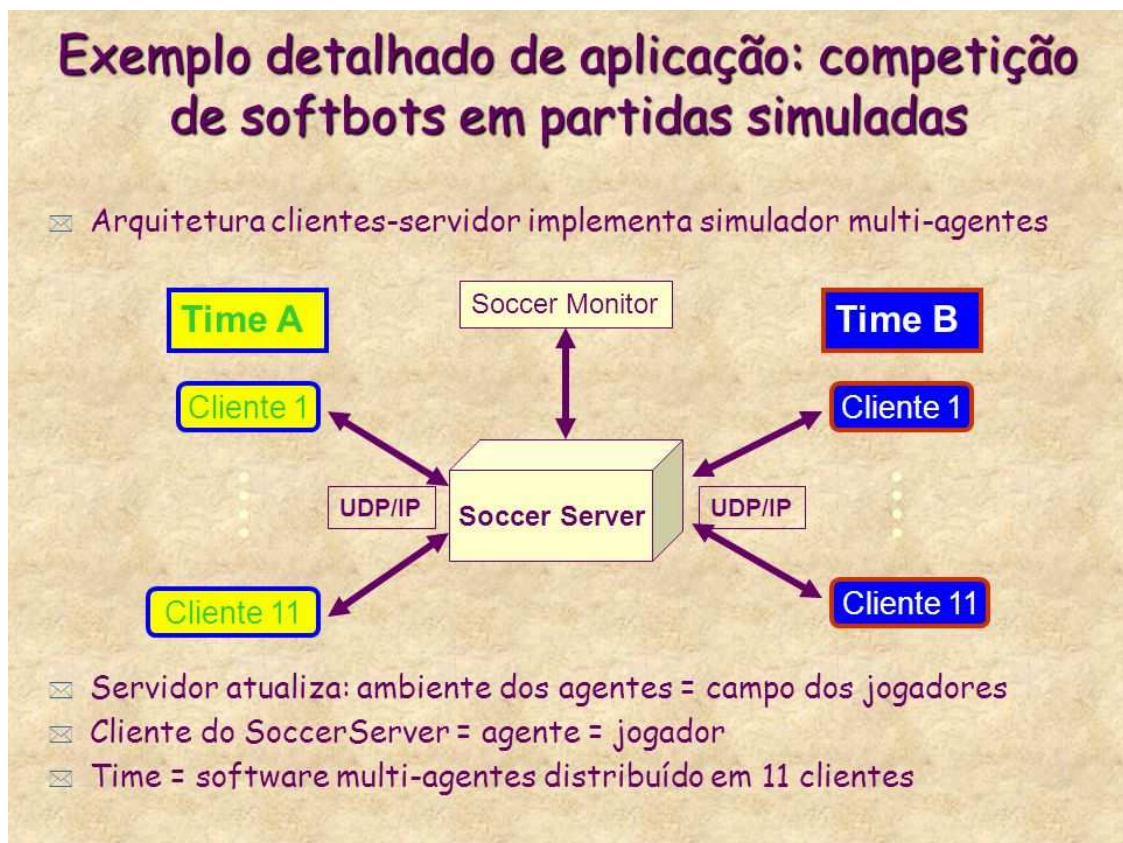 Exemplo detalhado de aplicação: competição
de softbots em partidas simuladas
Arquitetura clientes-servidor implementa simulador multi-agentes
Time A
Soccer Monitor
Time B
Cliente 1
Cliente 1
UDP/IP
Soccer Server
UDP/IP
Cliente 11
Cliente 11
Servidor atualiza: ambiente dos agentes = campo dos jogadores
Cliente do SoccerServer = agente = jogador
Time = software multi-agentes distribuído em 11 clientes